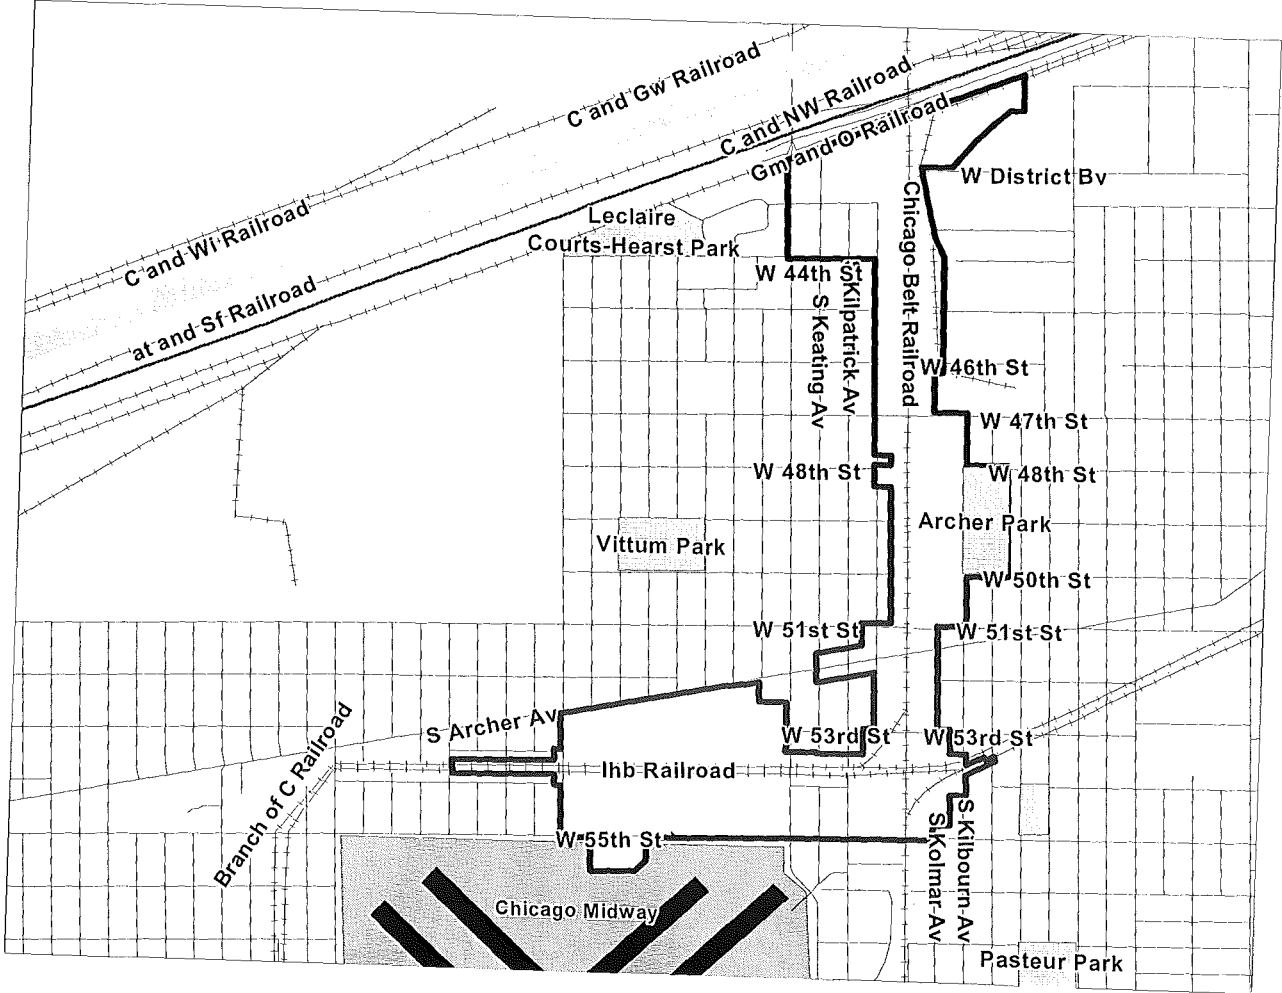 C and Gw Railroad
C and NW Railroad
Gmrand O Railroad
W District Bv
C and Wi Railroad
Leclaire
Courts-Hearst Park
at and Sf Railroad
W 44th St
Kilpatrick Av
S Keating Av
Chicago Belt Railroad
W 46th St
W 47th St
W 48th St
W 48th St
Archer Park
Vittum Park
W 50th St
W 51st St
W 51st St
S Archer Av
W 53rd St
W 53rd St
Ihb Railroad
Branch of C Railroad
W 55th St
S Kolmar Av
S Kilbourn Av
Chicago Midway
Pasteur Park